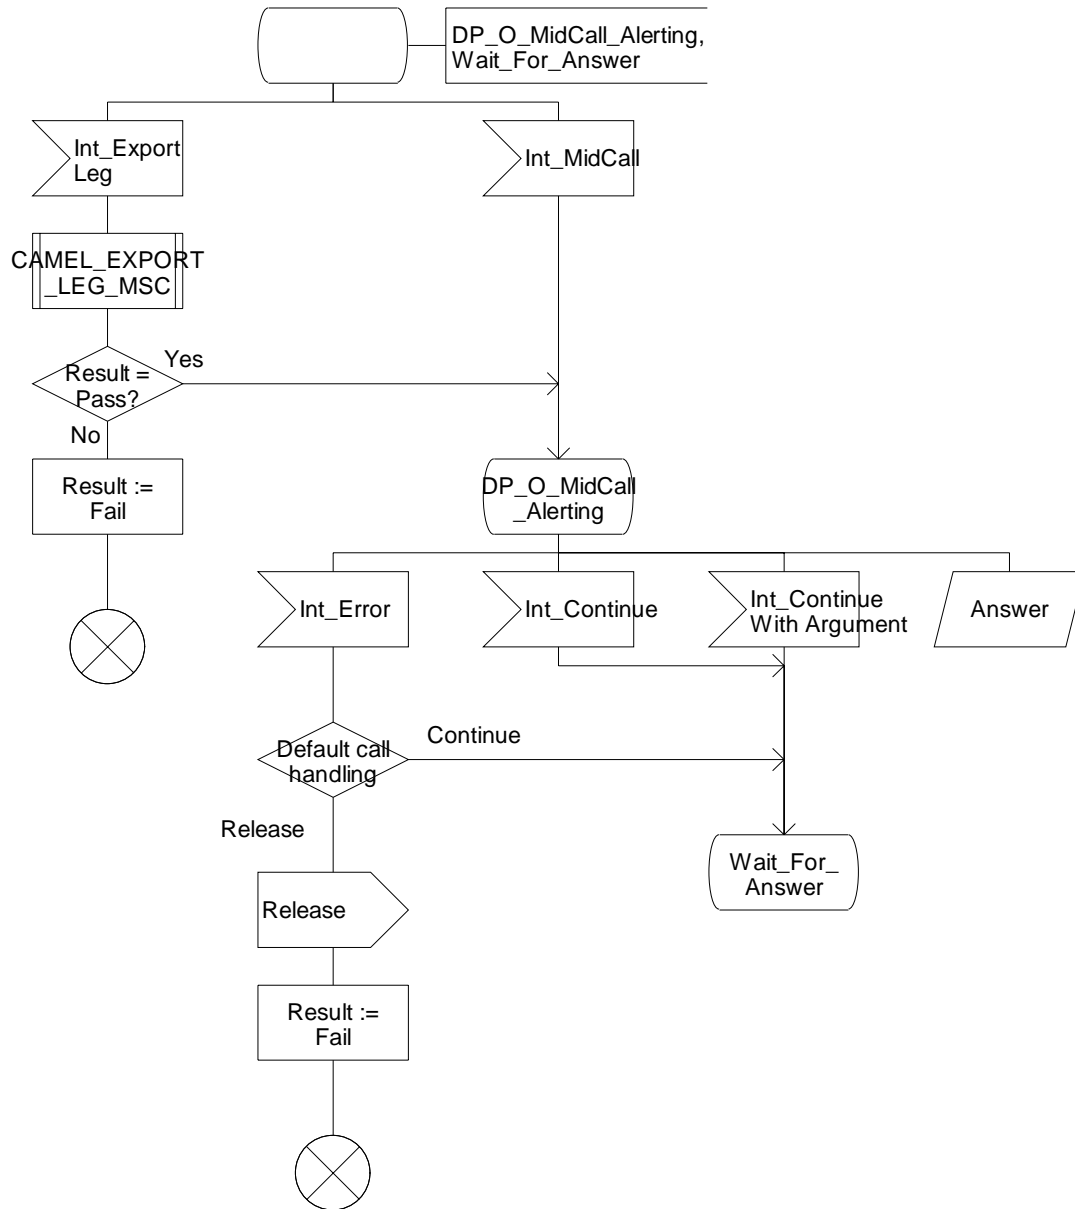 DP_O_MidCall_Alerting,
Wait_For_Answer
Int_Export
Leg
Int_MidCall
CAMEL_EXPORT
_LEG_MSC
Yes
Result =
Pass?
No
Result :=
Fail
DP_O_MidCall
_Alerting
Int_Error
Int_Continue
Int_Continue
With Argument
Answer
Default call
handling
Continue
Release
Wait_For_
Answer
Release
Result :=
Fail